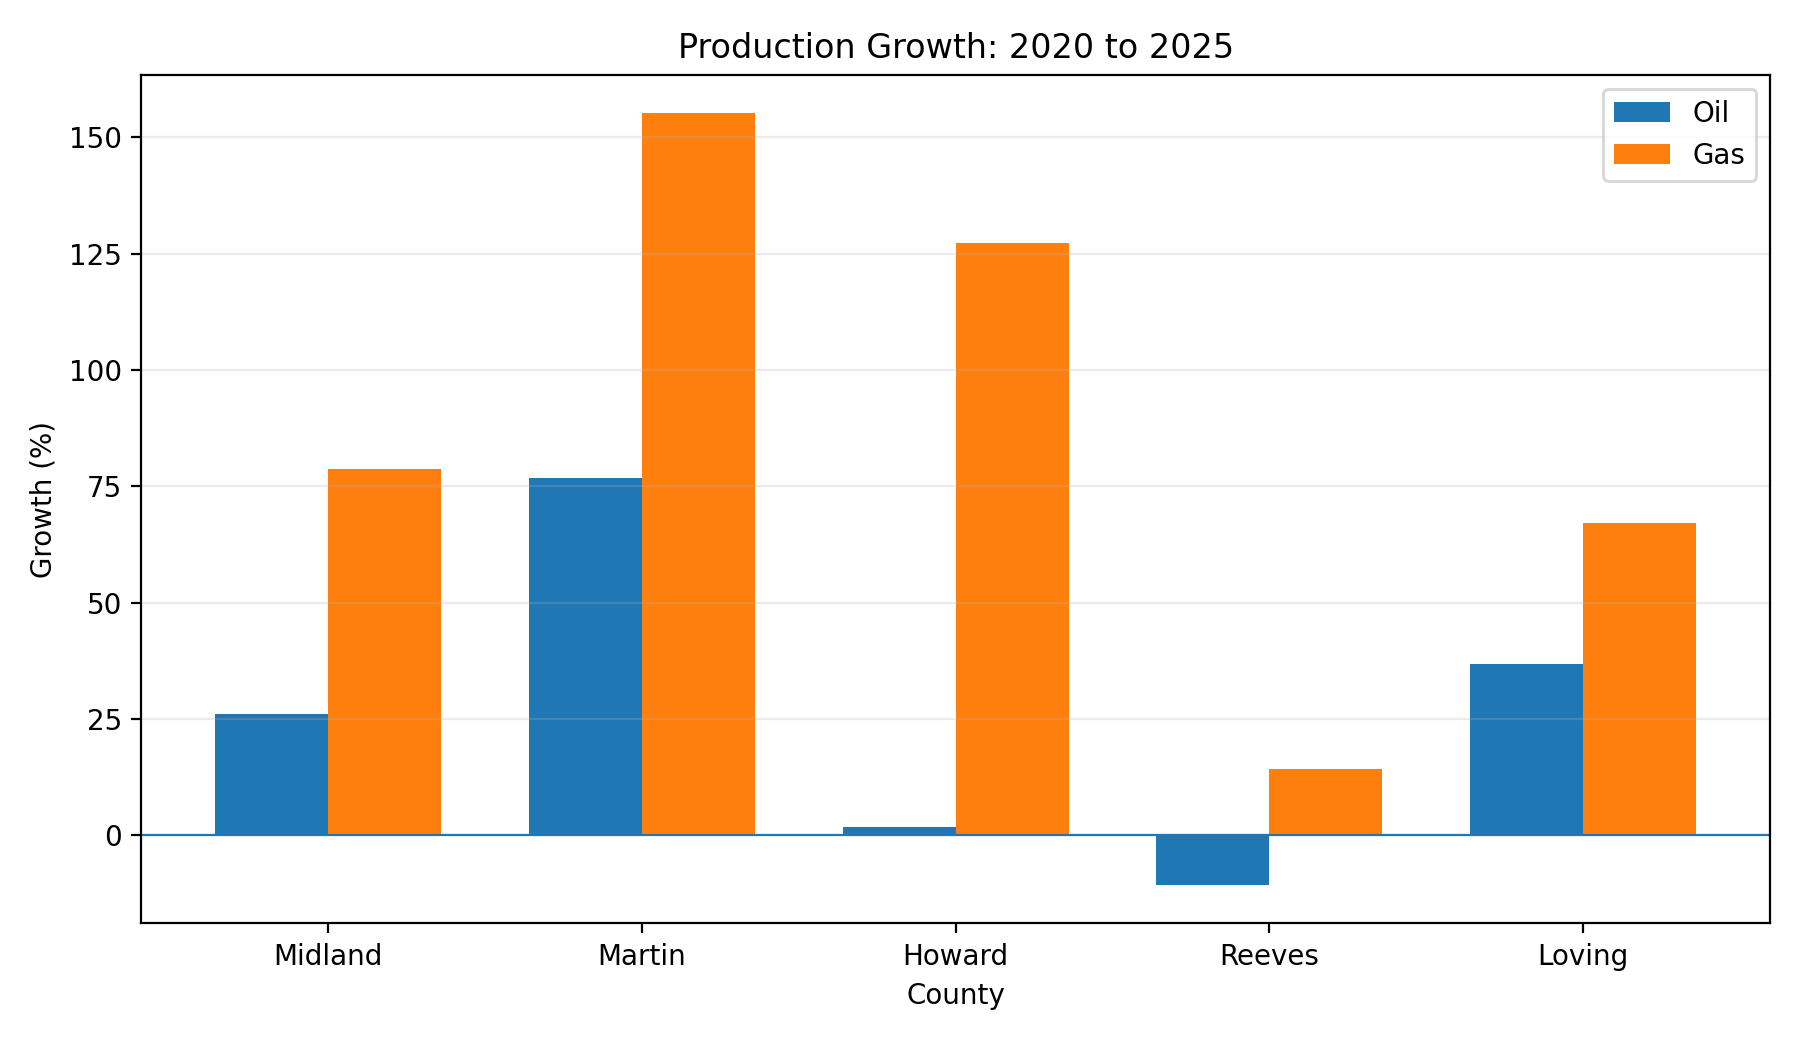 Production Growth: 2020 to 2025
Oil
Gas
Growth (%)
150
125
100
75
50
25
0
Midland
Martin
Howard
Reeves
Loving
County